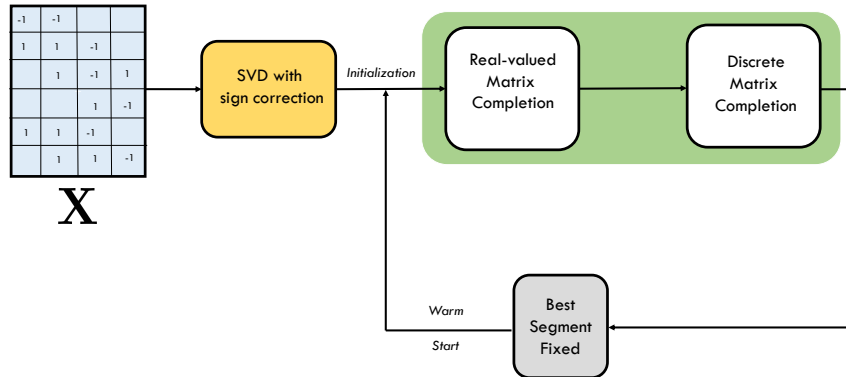 -1 -1
1 1 -1
1 -1 1
1 -1
1 1 -1
1 1 -1
X
SVD with
sign correction
Initialization
Real-valued
Matrix
Completion
Discrete
Matrix
Completion
Warm
Start
Best
Segment
Fixed